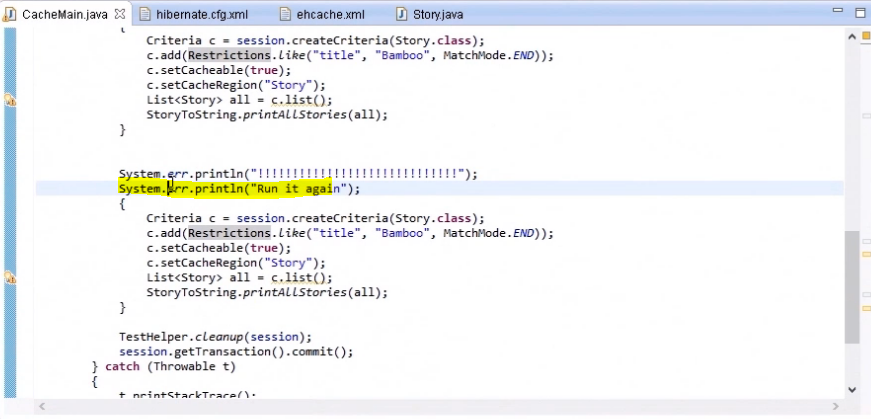 CacheMain.java
hibernate.cfg.xml
ehcache.xml
Story.java
{
Criteria c = session.createCriteria(Story.class);
c.add(Restrictions.like("title", "Bamboo", MatchMode.END));
c.setCacheable(true);
c.setCacheRegion("Story");
List<Story> all = c.list();
StoryToString.printAllStories(all);
}
System.err.println("!!!!!!!!!!!!!!!!!!!!!!!!!!!!!");
System.err.println("Run it again");
{
Criteria c = session.createCriteria(Story.class);
c.add(Restrictions.like("title", "Bamboo", MatchMode.END));
c.setCacheable(true);
c.setCacheRegion("Story");
List<Story> all = c.list();
StoryToString.printAllStories(all);
}
TestHelper.cleanup(session);
session.getTransaction().commit();
} catch (Throwable t)
{
t.printStackTrace();